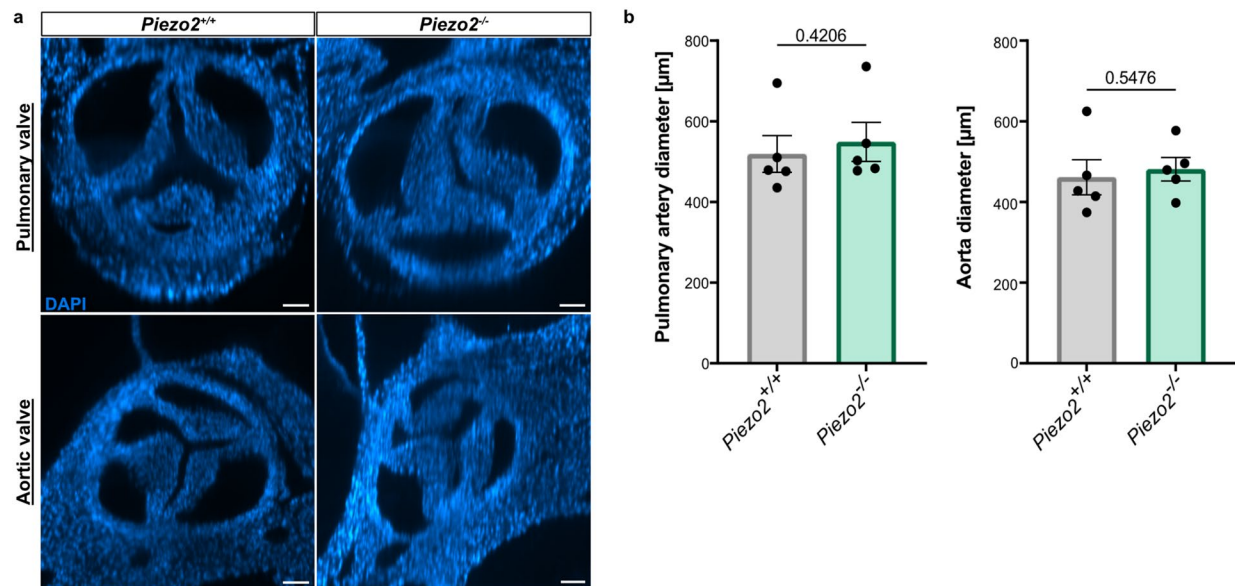 a
Piezo2+/+
Piezo2-/-
Pulmonary valve
DAPI
Aortic valve
b
Pulmonary artery diameter [µm]
800
600
400
200
0
0.4206
Piezo2+/+
Piezo2-/-
Aorta diameter [µm]
800
600
400
200
0
0.5476
Piezo2+/+
Piezo2-/-